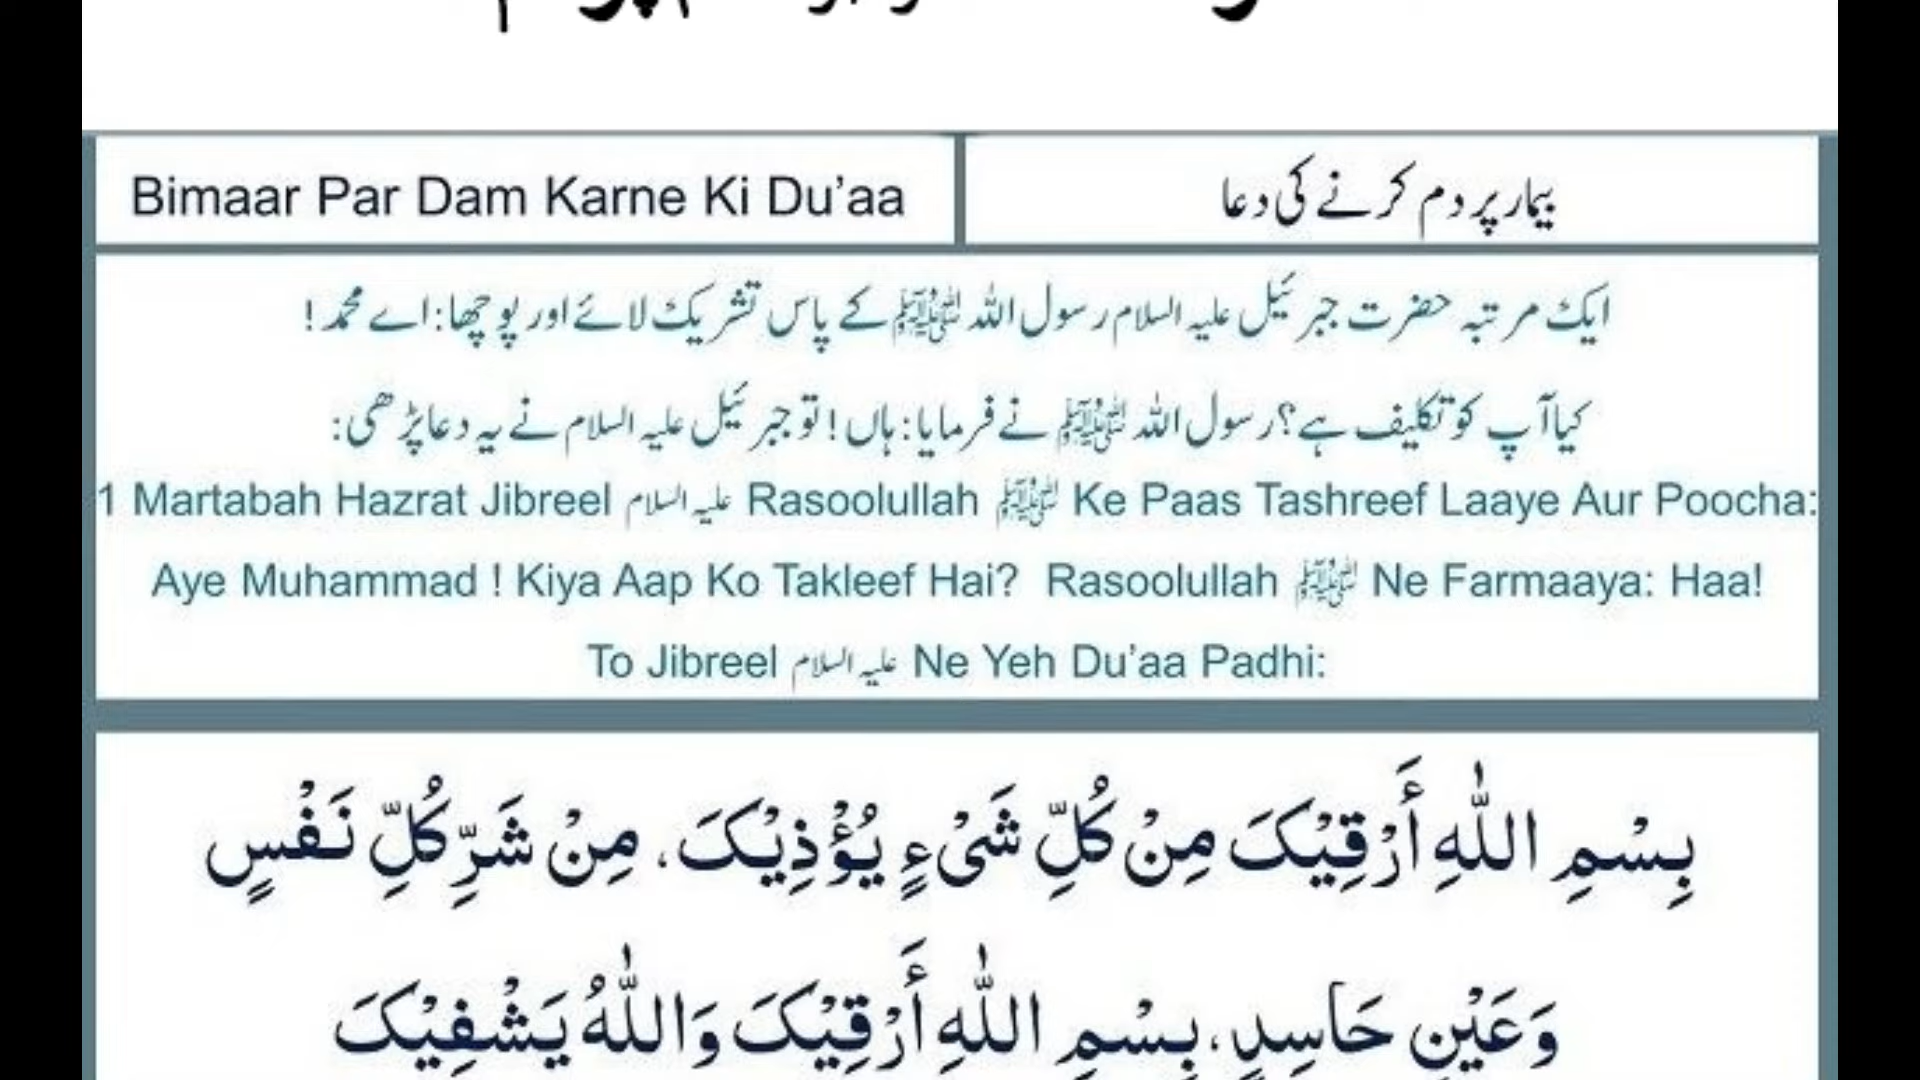 Bimaar Par Dam Karne Ki Du’aa
بیمار پر دم کرنے کی دعا
ایک مرتبہ حضرت جبرئیل علیہ السلام رسول اللہ ﷺ کے پاس تشریک لائے اور پوچھا: اے محمد!
کیا آپ کو تکلیف ہے؟ رسول اللہ ﷺ نے فرمایا: ہاں! تو جبرئیل علیہ السلام نے یہ دعا پڑھی:
1 Martabah Hazrat Jibreel علیہ السلام Rasoolullah ﷺ Ke Paas Tashreef Laaye Aur Poocha:
Aye Muhammad ! Kiya Aap Ko Takleef Hai? Rasoolullah ﷺ Ne Farmaaya: Haa!
To Jibreel علیہ السلام Ne Yeh Du’aa Padhi:
بِسْمِ اللّٰهِ أَرْقِيْكَ مِنْ كُلِّ شَیْءٍ يُؤْذِيْكَ، مِنْ شَرِّ كُلِّ نَفْسٍ
وَعَيْنِ حَاسِدٍ، بِسْمِ اللّٰهِ أَرْقِيْكَ وَاللّٰهُ يَشْفِيْكَ